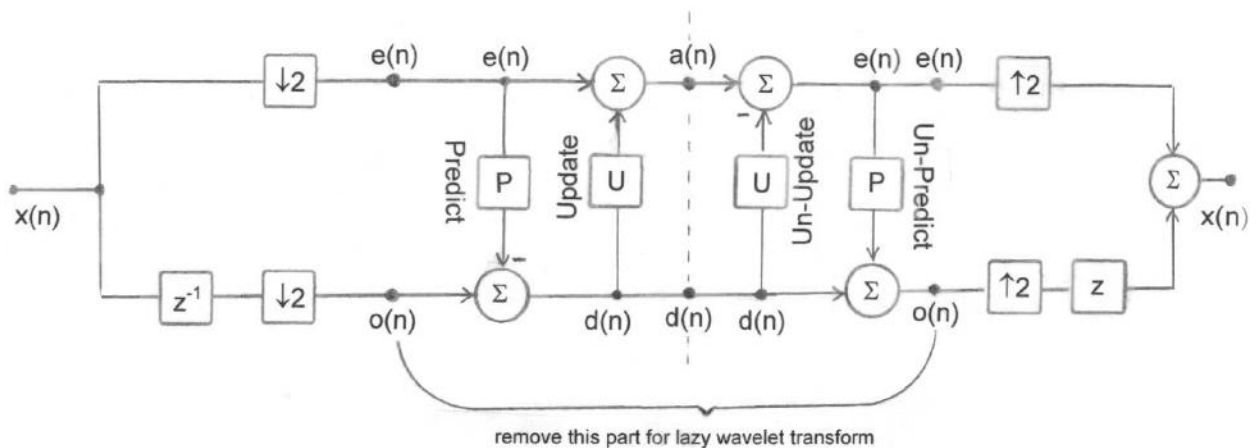 e(n) e(n) a(n) e(n) e(n)
↓2 Σ Σ ↑2
Predict P Update U U Un-Update P Un-Predict
x(n) Σ x(n)
z⁻¹ ↓2 Σ Σ ↑2 z
o(n) d(n) d(n) d(n) o(n)
remove this part for lazy wavelet transform